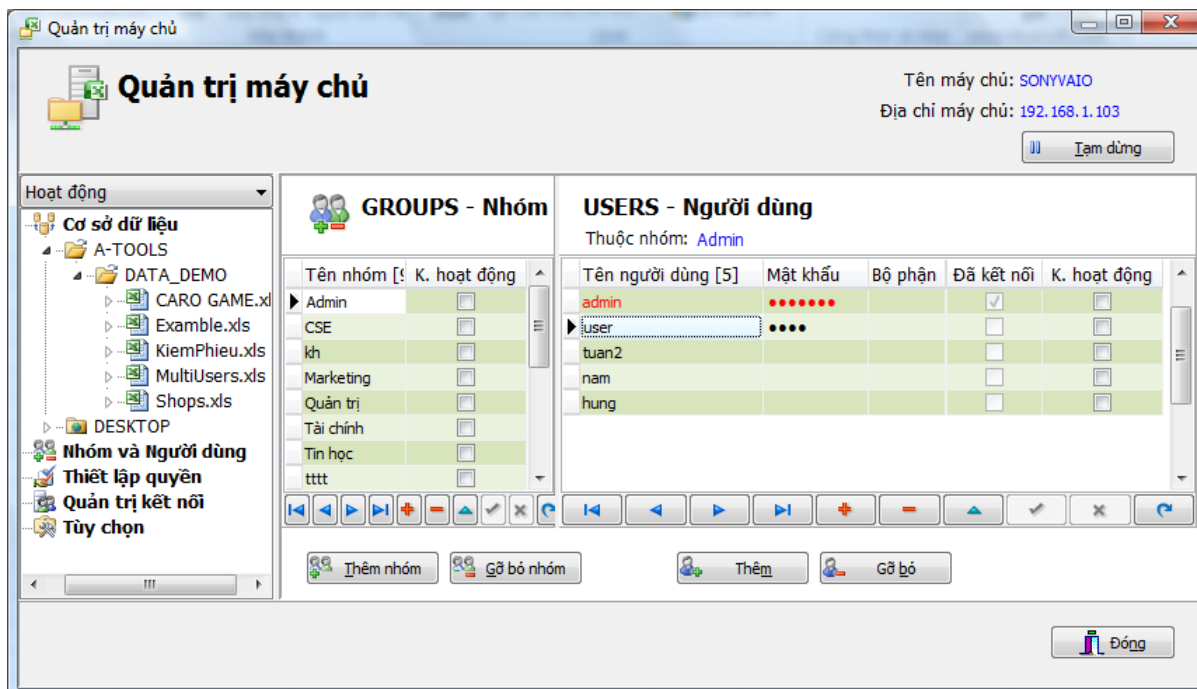 Quản trị máy chủ
Quản trị máy chủ
Tên máy chủ: SONYVAIO
Địa chỉ máy chủ: 192.168.1.103
Tạm dừng
Hoạt động
Cơ sở dữ liệu
A-TOOLS
DATA_DEMO
CARO GAME.xl
Examble.xls
KiemPhieu.xls
MultiUsers.xls
Shops.xls
DESKTOP
Nhóm và Người dùng
Thiết lập quyền
Quản trị kết nối
Tùy chọn
GROUPS - Nhóm
Tên nhóm [9 K. hoạt động
Admin
CSE
kh
Marketing
Quản trị
Tài chính
Tin học
tttt
Thêm nhóm Gỡ bỏ nhóm
USERS - Người dùng
Thuộc nhóm: Admin
Tên người dùng [5] Mật khẩu Bộ phận Đã kết nối K. hoạt động
admin •••••••
user ••••
tuan2
nam
hung
Thêm Gỡ bỏ
Đóng